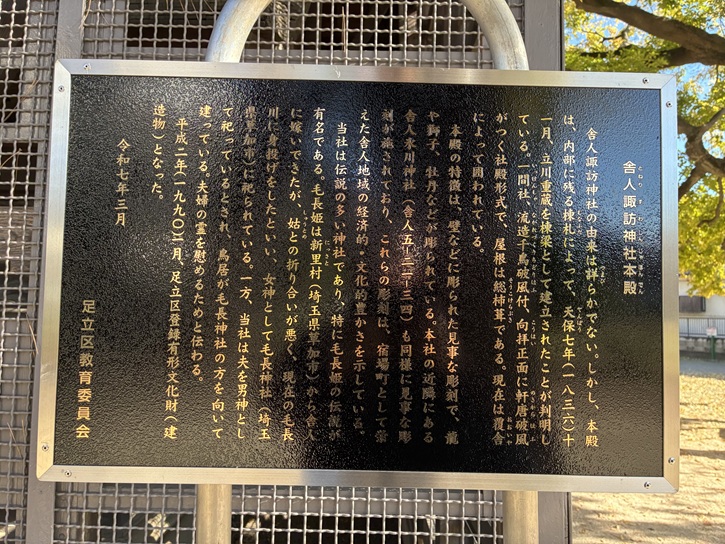 舎人諏訪神社本殿
とねりすわじんじゃほんでん
舎人諏訪神社の由来は詳らかでない。しかし、本殿
は、内部に残る棟札によって、天保七年(一八三六)十
一月、立川重蔵を棟梁として建立されたことが判明し
ている。一間社、流造千鳥破風付、向拝正面に軒唐破風
がつく社殿形式で、屋根は総杮葺である。現在は覆舎
によって囲われている。
本殿の特徴は、壁などに彫られた見事な彫刻で、龍
や獅子、牡丹などが彫られている。本社の近隣にある
舎人氷川神社(舎人五−二一−三四)も同様に見事な彫
刻が施されており、これらの彫刻は、宿場町として栄
えた舎人地域の経済的・文化的豊かさを示している。
当社は伝説の多い神社であり、特に毛長姫の伝説が
有名である。毛長姫は新里村(埼玉県草加市)から舎人
に嫁いできたが、姑との折り合いが悪く、現在の毛長
川に身投げをしたといい、女神として毛長神社(埼玉
県草加市)に祀られている。一方、当社は夫を男神とし
て祀っているとされ、鳥居が毛長神社の方を向いて
建っている。夫婦の霊を慰めるためと伝わる。
平成二年(一九九〇)二月、足立区登録有形文化財(建
造物)となった。
令和七年三月
足立区教育委員会